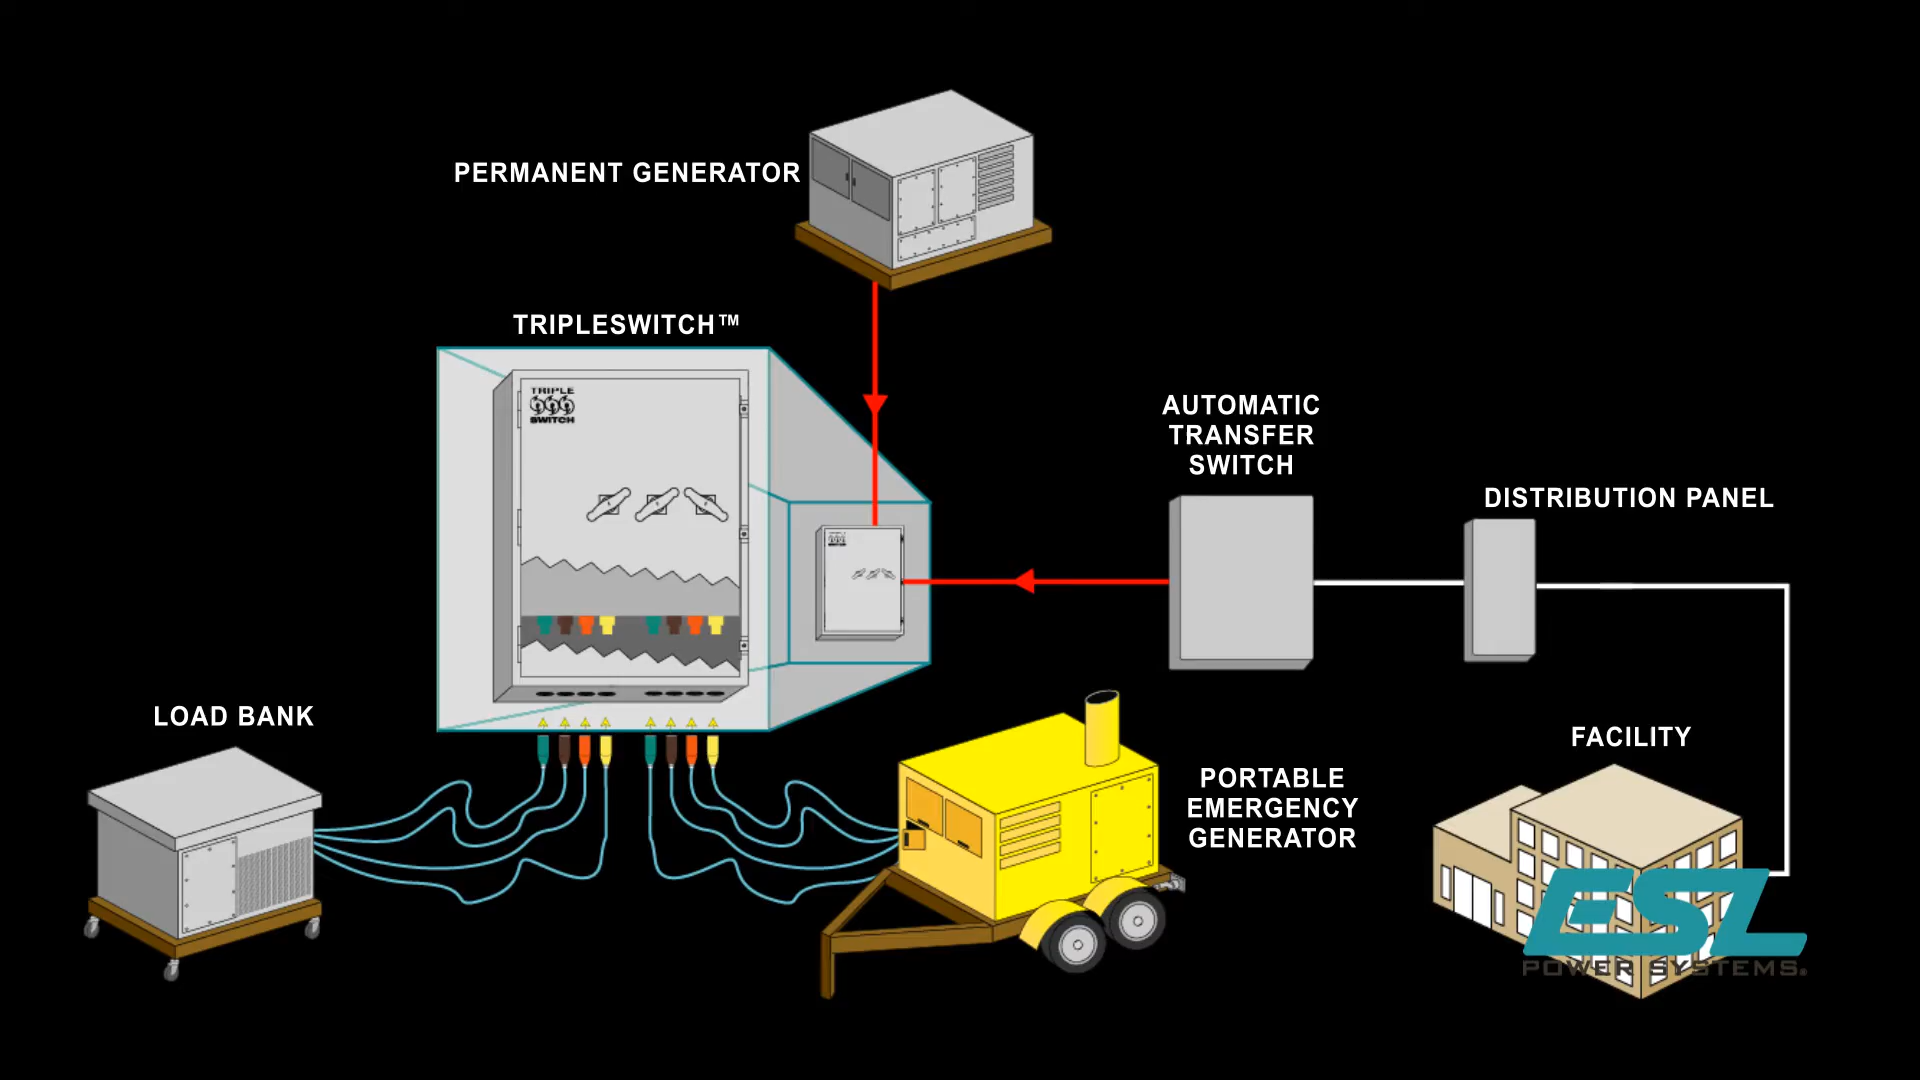 PERMANENT GENERATOR
TRIPLESWITCH™
TRIPLE
SWITCH
AUTOMATIC
TRANSFER
SWITCH
DISTRIBUTION PANEL
LOAD BANK
PORTABLE
EMERGENCY
GENERATOR
FACILITY
ESL
POWER SYSTEMS®